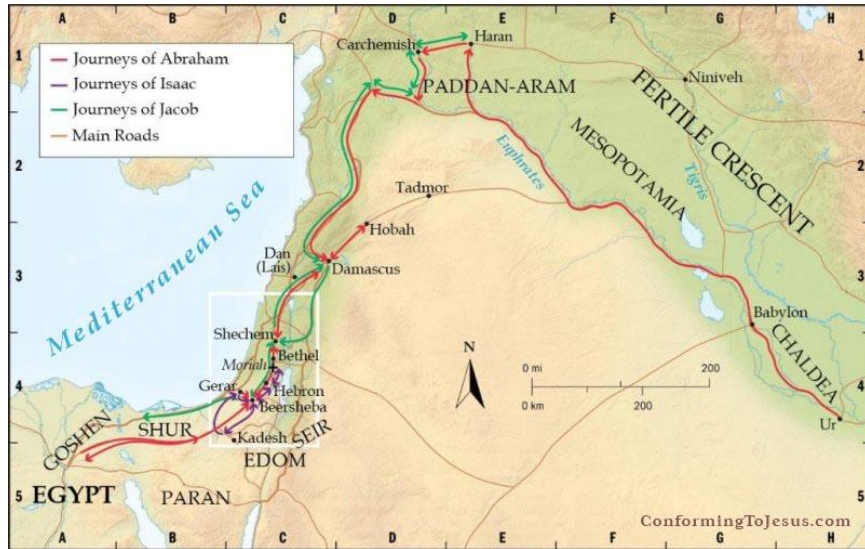 A B C D E F G H
1
2
3
4
5
Journeys of Abraham
Journeys of Isaac
Journeys of Jacob
Main Roads
Carchemish
Haran
PADDAN-ARAM
Niniveh
FERTILE CRESCENT
MESOPOTAMIA
Euphrates
Tigris
Tadmor
Hobah
Mediterranean Sea
Dan
(Lais)
Damascus
Babylon
CHALDEA
Ur
Shechem
Bethel
Moriah
Gerar
Hebron
Beersheba
N
0 mi 200
0 km 200
GOSHEN
SHUR
Kadesh
SEIR
EDOM
EGYPT
PARAN
ConformingToJesus.com
1
2
3
4
5
A B C D E F G H